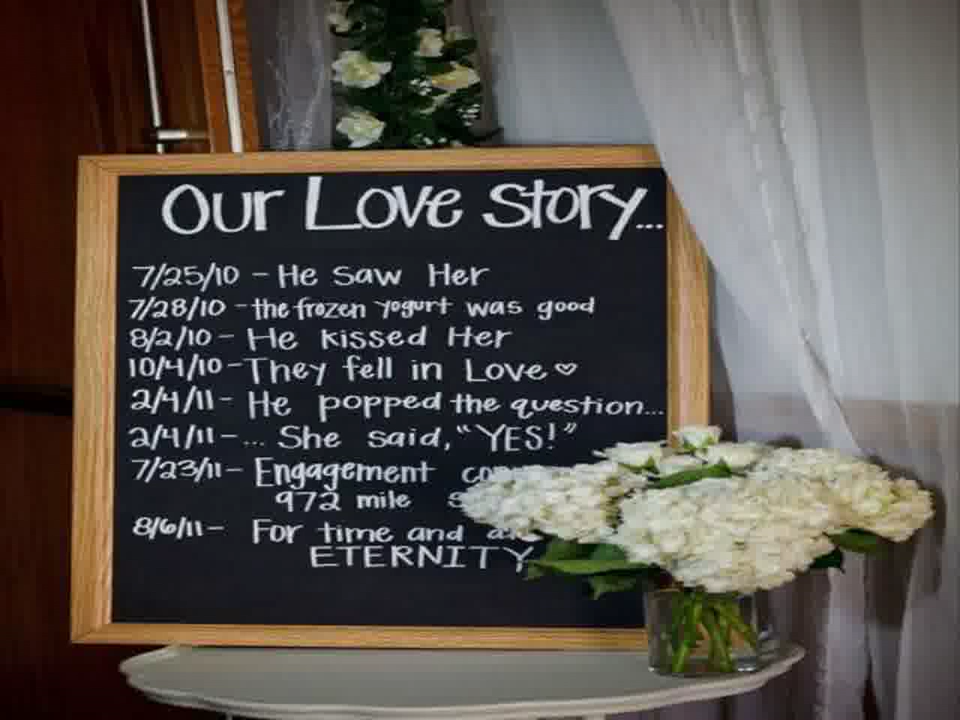 Our Love Story...
7/25/10 - He saw Her
7/28/10 - the frozen yogurt was good
8/2/10 - He kissed Her
10/4/10 - They fell in Love ♡
2/4/11 - He popped the question...
2/4/11 - ... She said, "YES!"
7/23/11 - Engagement
972 mile
8/6/11 - For time and
ETERNITY